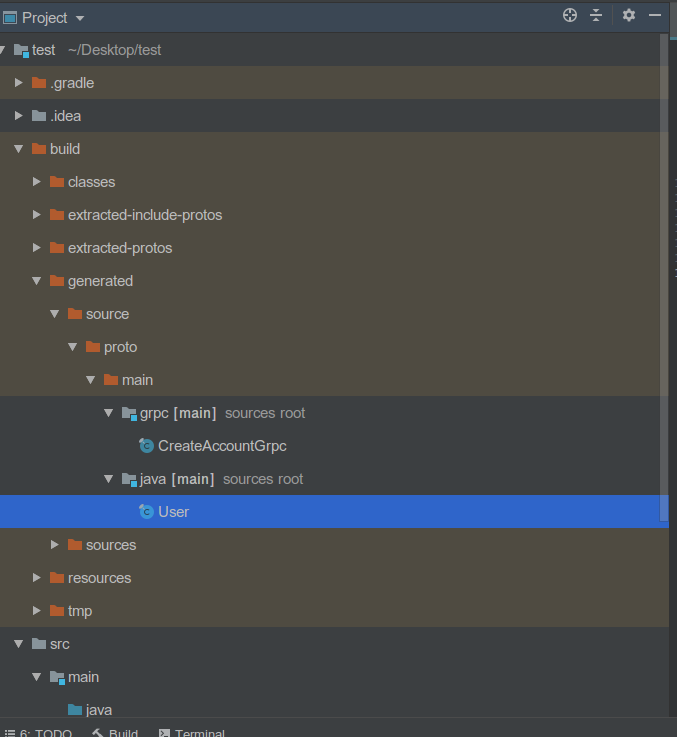 Project
test ~/Desktop/test
.gradle
.idea
build
classes
extracted-include-protos
extracted-protos
generated
source
proto
main
grpc [main] sources root
CreateAccountGrpc
java [main] sources root
User
sources
resources
tmp
src
main
java
6: TODO Build Terminal